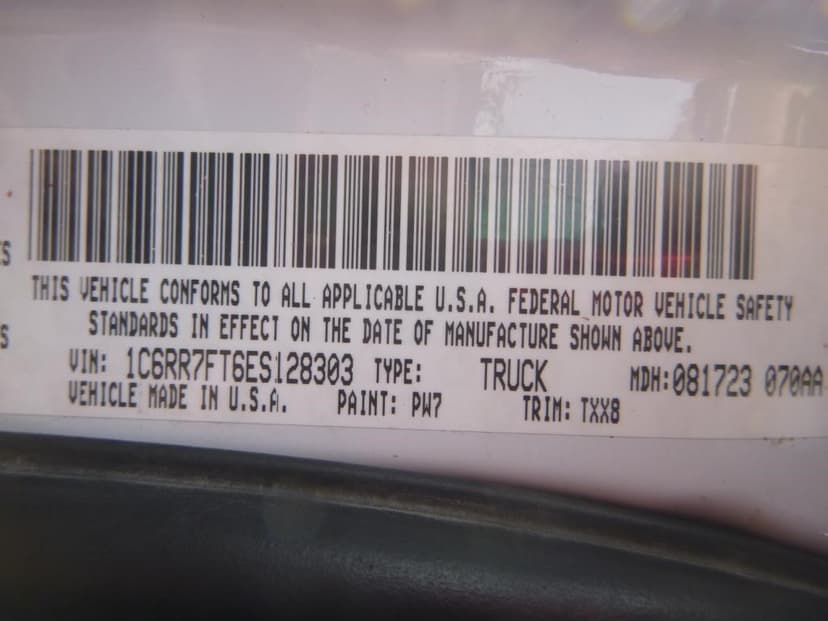 S
THIS VEHICLE CONFORMS TO ALL APPLICABLE U.S.A. FEDERAL MOTOR VEHICLE SAFETY
S STANDARDS IN EFFECT ON THE DATE OF MANUFACTURE SHOWN ABOVE.
VIN: 1C6RR7FT6ES128303 TYPE: TRUCK MDH:081723 070AA
VEHICLE MADE IN U.S.A. PAINT: PW7 TRIM: TXX8